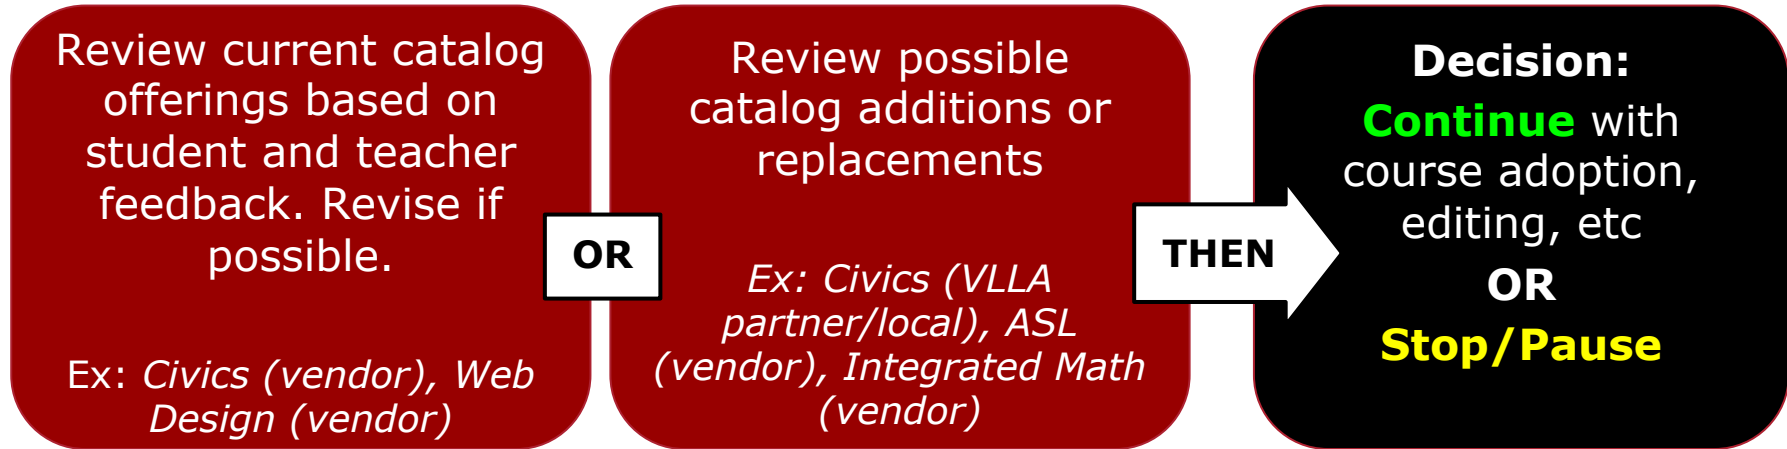 Review current catalog
offerings based on
student and teacher
feedback. Revise if
possible.
Ex: Civics (vendor), Web
Design (vendor)
OR
Review possible
catalog additions or
replacements
Ex: Civics (VLLA
partner/local), ASL
(vendor), Integrated Math
(vendor)
THEN
Decision:
Continue with
course adoption,
editing, etc
OR
Stop/Pause